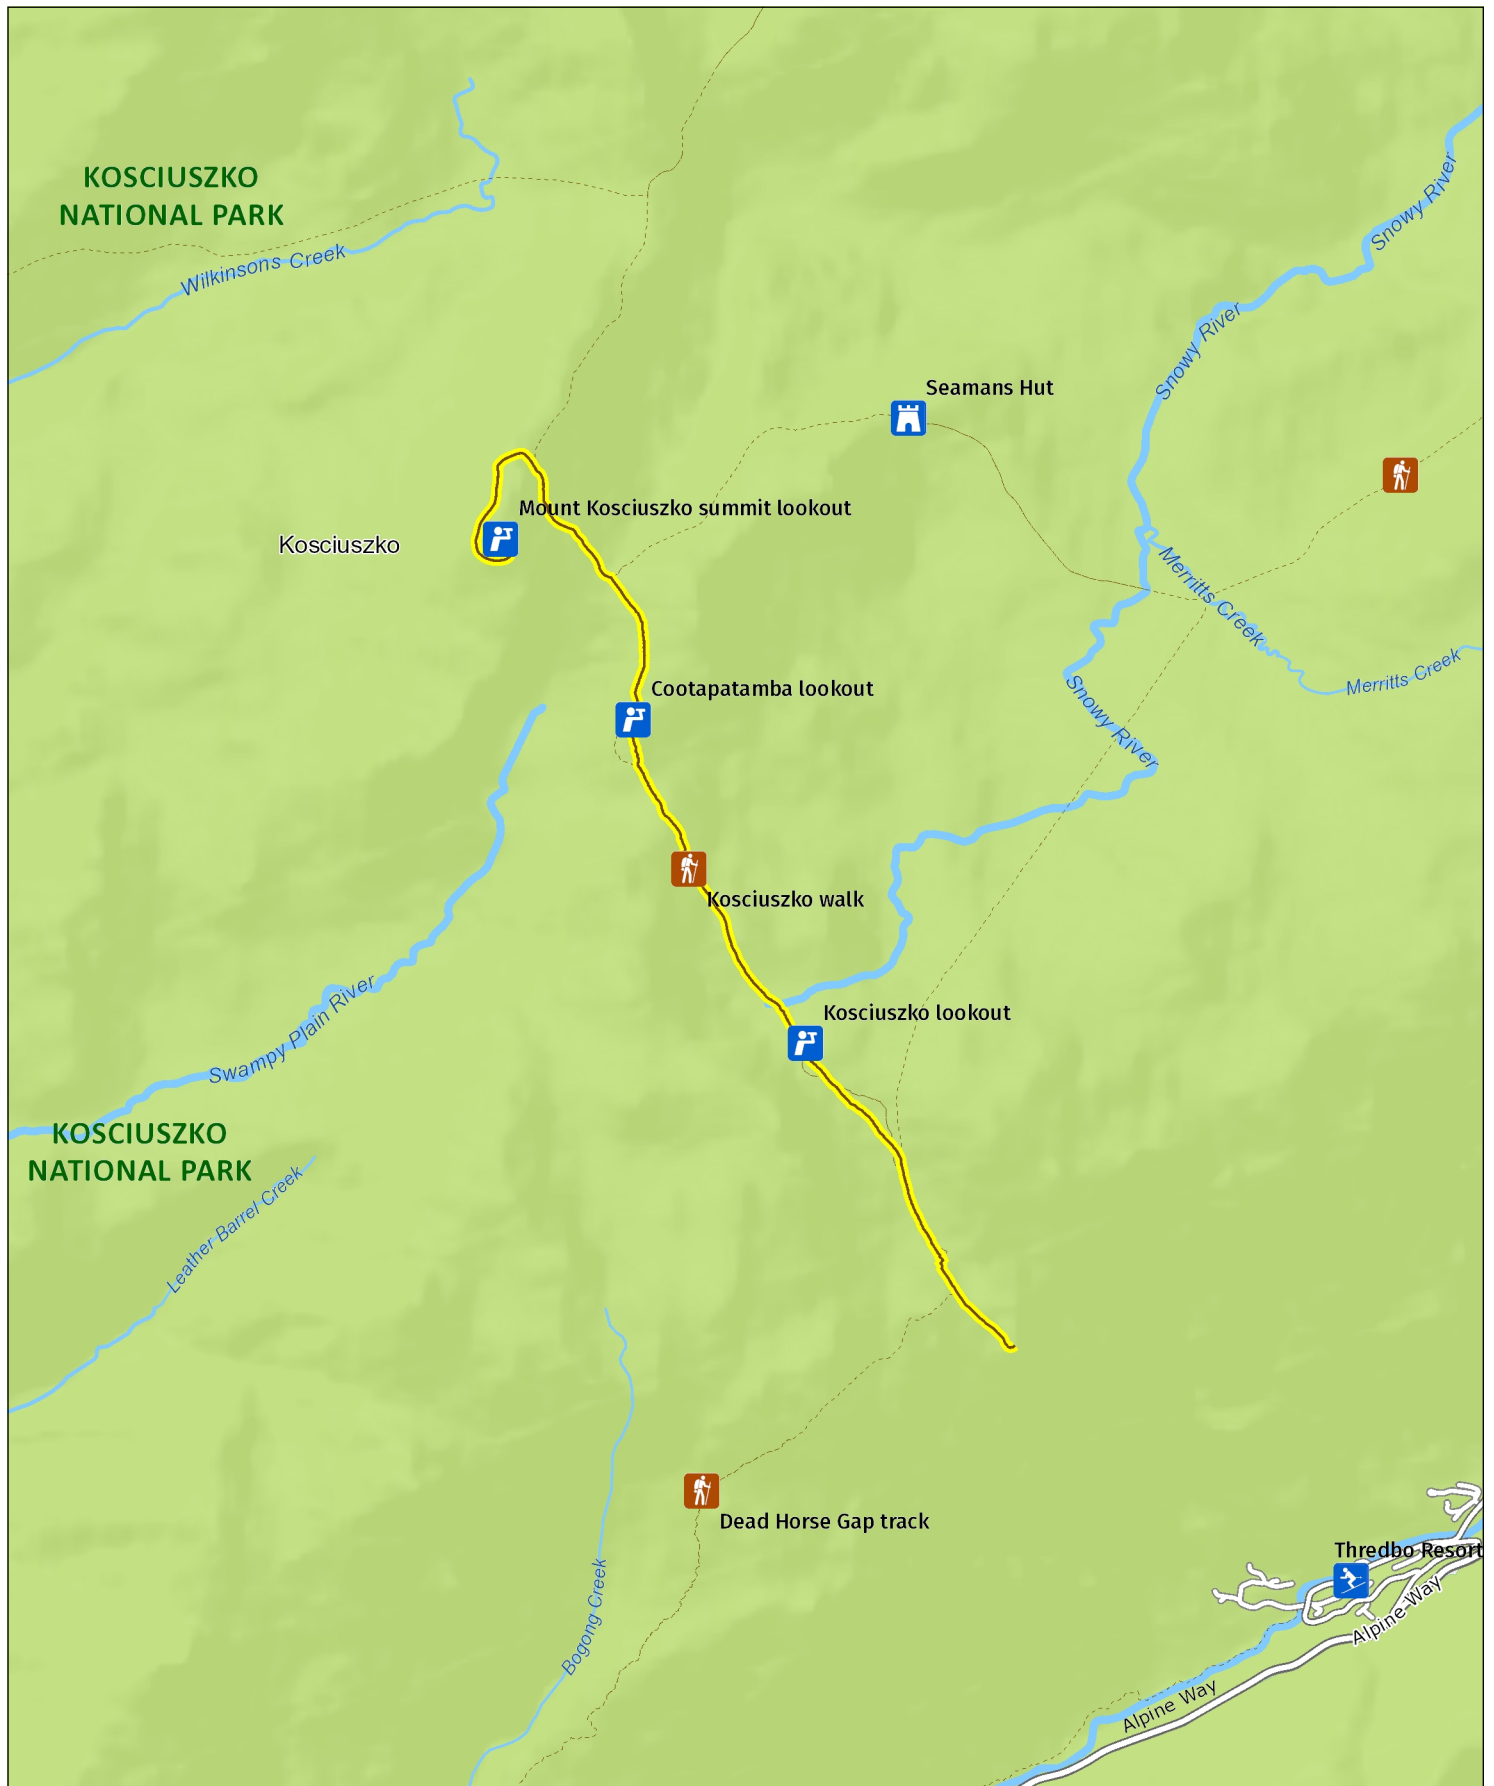 KOSCIUSZKO
NATIONAL PARK
Snowy River
Wilkinsons Creek
Snowy River
Seamans Hut
Mount Kosciuszko summit lookout
Kosciuszko
Merritts Creek
Merritts Creek
Cootapatamba lookout
Snowy River
Kosciuszko walk
Kosciuszko lookout
Swampy Plain River
KOSCIUSZKO
NATIONAL PARK
Leather Barrel Creek
Dead Horse Gap track
Thredbo Resort
Alpine Way
Bogong Creek
Alpine Way